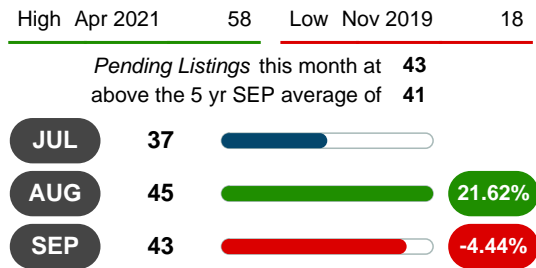 High Apr 2021 58 Low Nov 2019 18
Pending Listings this month at 43
above the 5 yr SEP average of 41
JUL 37
AUG 45 21.62%
SEP 43 -4.44%